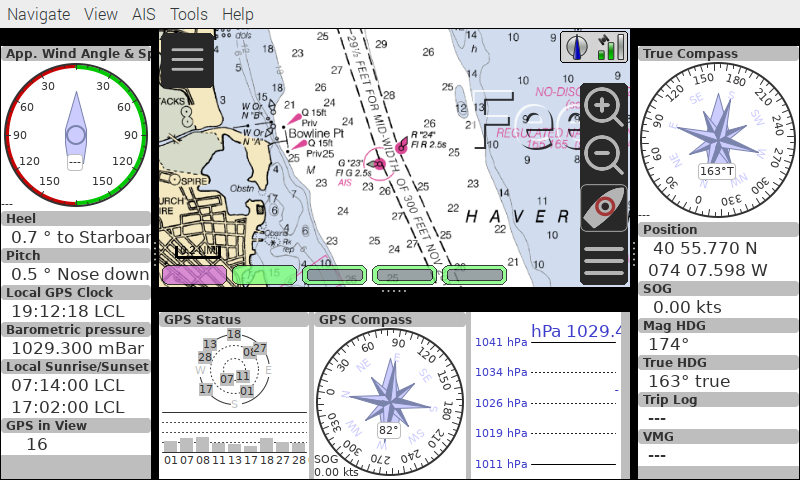 Navigate View AIS Tools Help
App. Wind Angle & Sp
30 30
60 60
90 90
120 120
150 150
---
---
Heel
0.7 ° to Starboar
Pitch
0.5 ° Nose down
Local GPS Clock
19:12:18 LCL
Barometric pressure
1029.300 mBar
Local Sunrise/Sunset
07:14:00 LCL
17:02:00 LCL
GPS in View
16
dols
TACKS
SPIRE
W Or
N "B"
W Or
N "A"
Q 15ft
Priv
Bowline Pt
Q 15ft
Priv25
Obstn
G "23"
Fl G 2.5s
AIS
R "24"
Fl R 2.5s
29½ FEET FOR MID-WIDTH OF 300 FEET NOV
NO-DISC
REGULATED NA
Feet
HAVER
0.2 NM
GPS Status
18
13 08 27
28
W E
07 11
17 01
S
01 07 08 11 13 17 18 27 28
GPS Compass
82°
SOG
0.00 kts
hPa 1029.4
1041 hPa
1034 hPa
1026 hPa
1019 hPa
1011 hPa
True Compass
163°T
---
Position
40 55.770 N
074 07.598 W
SOG
0.00 kts
Mag HDG
174°
True HDG
163° true
Trip Log
---
VMG
---